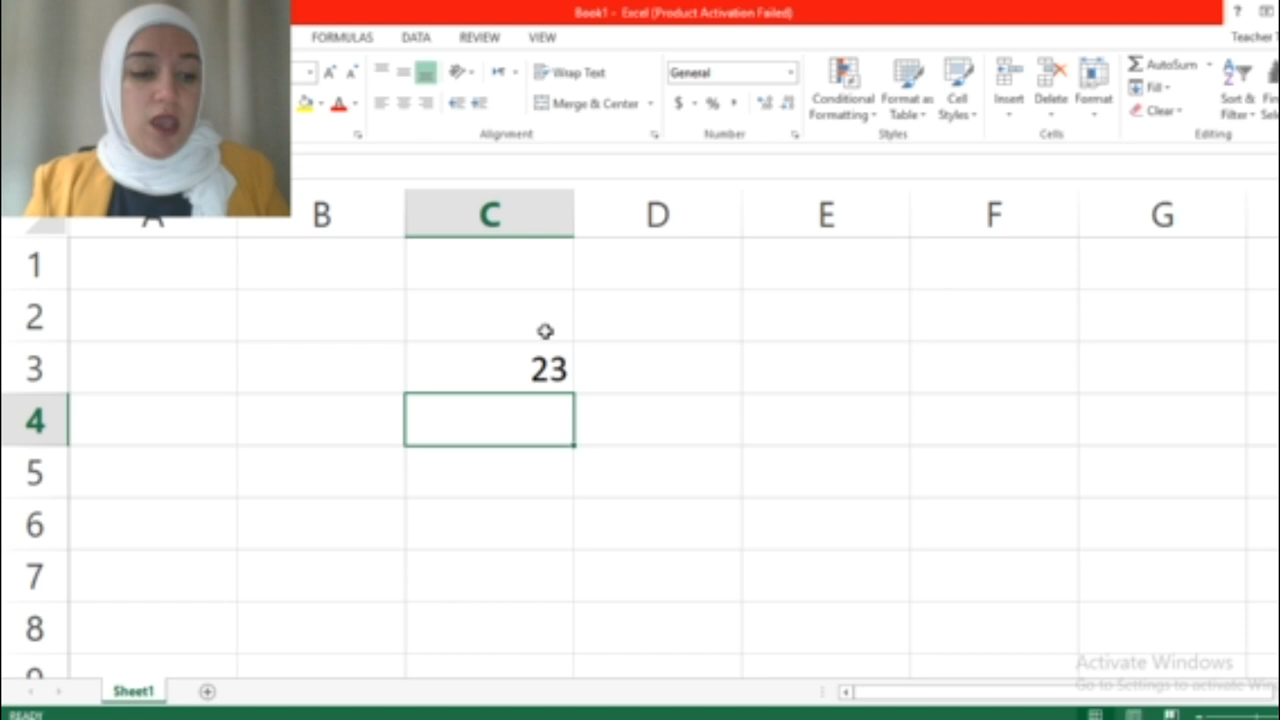 Book1 - Excel (Product Activation Failed)
FORMULAS DATA REVIEW VIEW
Teacher
Wrap Text
General
AutoSum
Merge & Center
$ %
Conditional Formatting
Format as Table
Cell Styles
Insert Delete Format
Fill
Clear
Sort & Filter
Alignment Number Styles Cells Editing
A B C D E F G
1
2
3 23
4
5
6
7
8
9
Activate Windows
Go to Settings to activate
Sheet1
READY